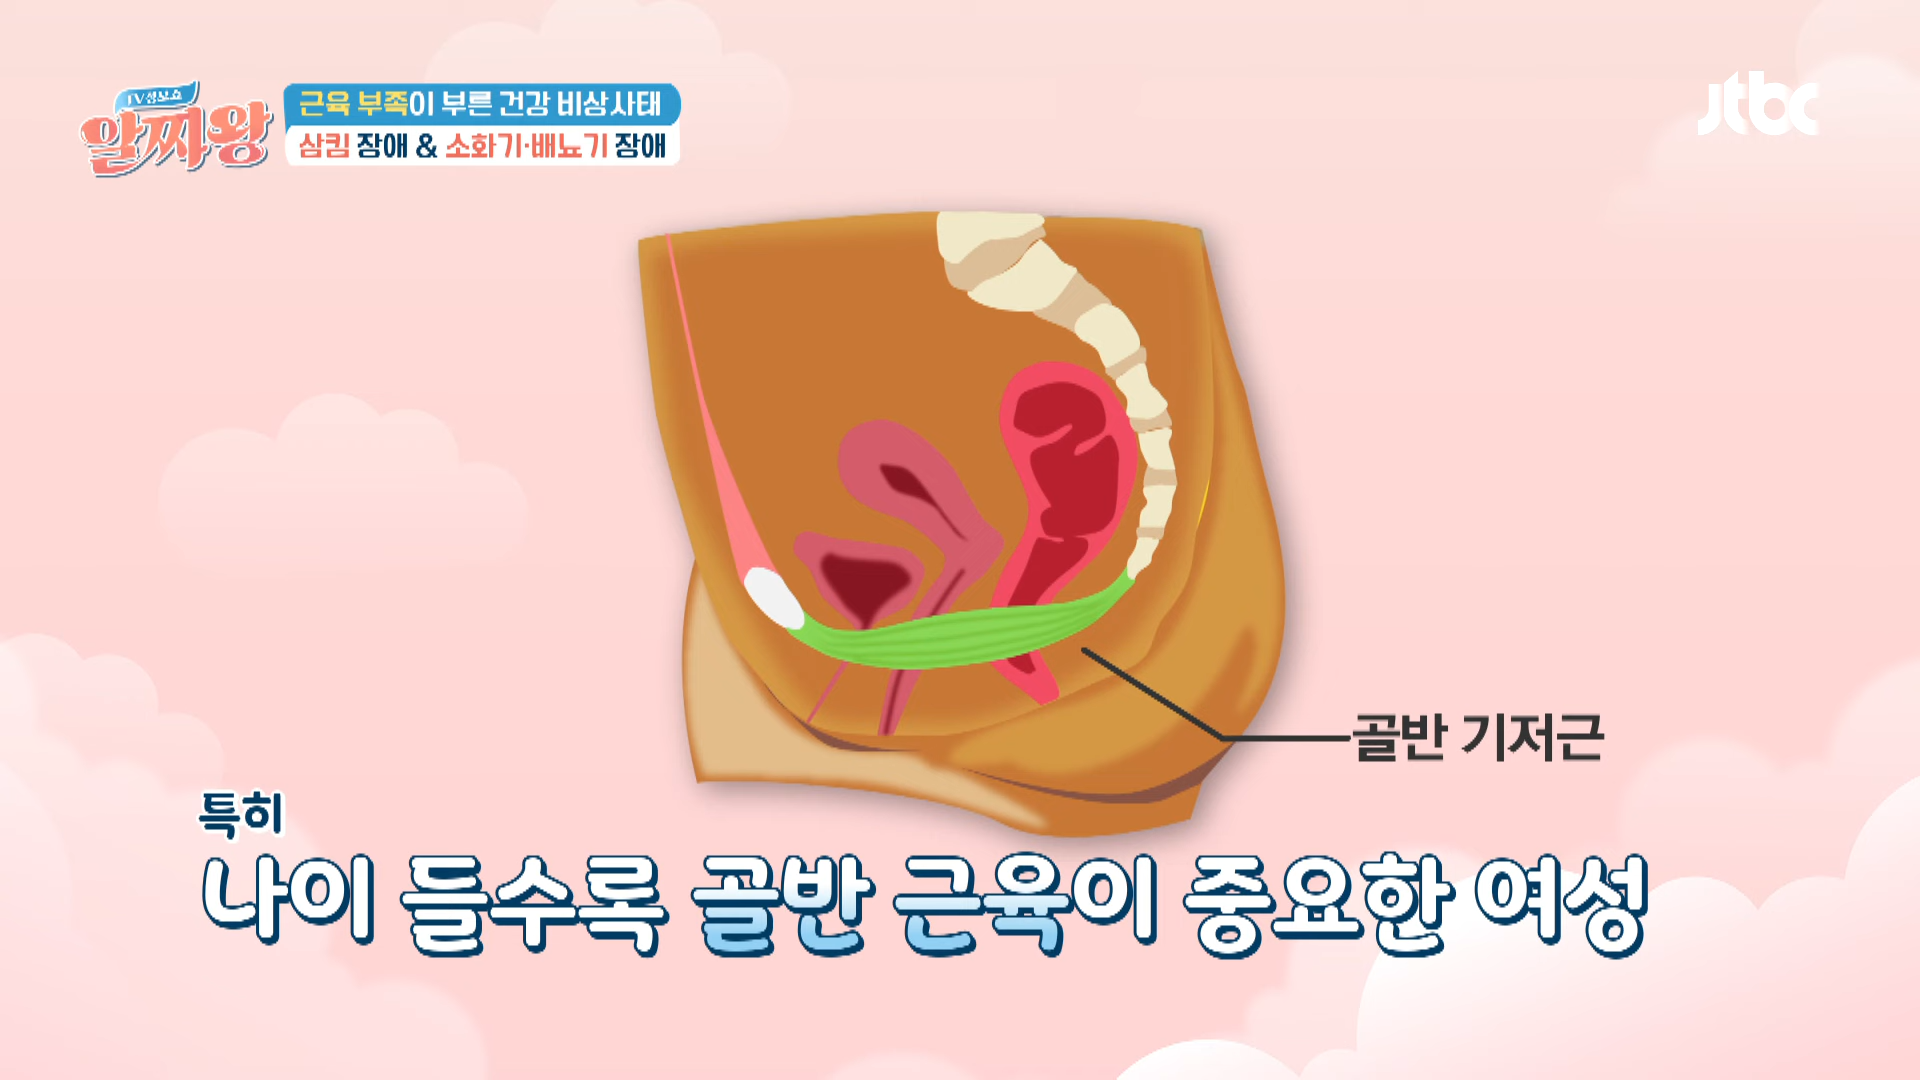 TV정보쇼
알짜왕
근육 부족이 부른 건강 비상사태
삼킴 장애 & 소화기·배뇨기 장애
jtbc
골반 기저근
특히
나이 들수록 골반 근육이 중요한 여성